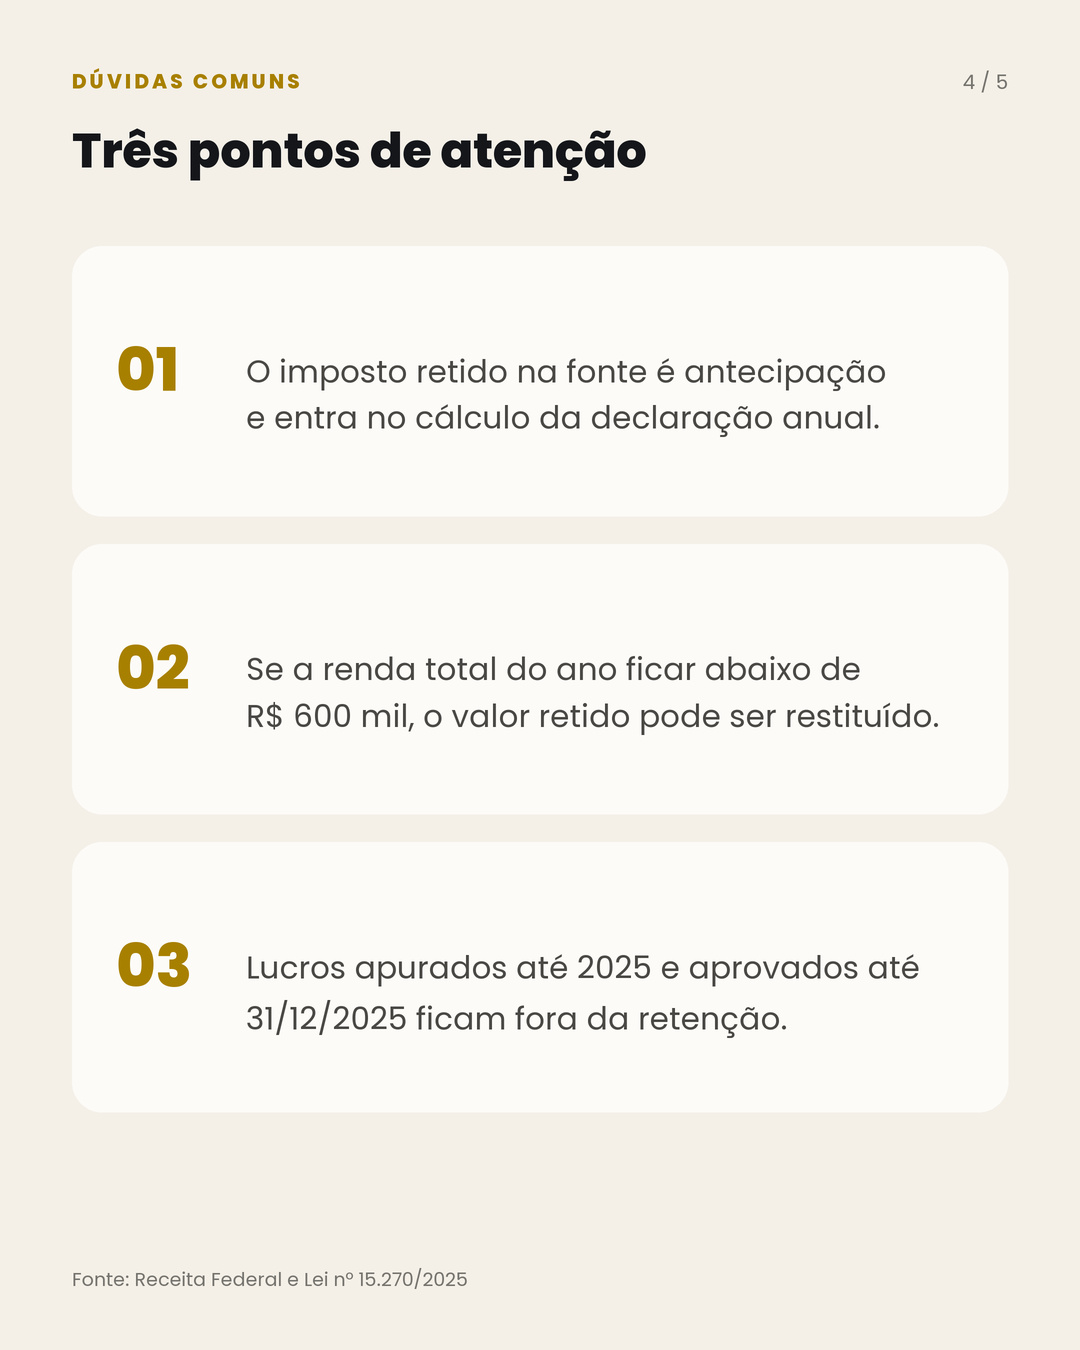 DÚVIDAS COMUNS
4 / 5
Três pontos de atenção
01
O imposto retido na fonte é antecipação
e entra no cálculo da declaração anual.
02
Se a renda total do ano ficar abaixo de
R$ 600 mil, o valor retido pode ser restituído.
03
Lucros apurados até 2025 e aprovados até
31/12/2025 ficam fora da retenção.
Fonte: Receita Federal e Lei nº 15.270/2025